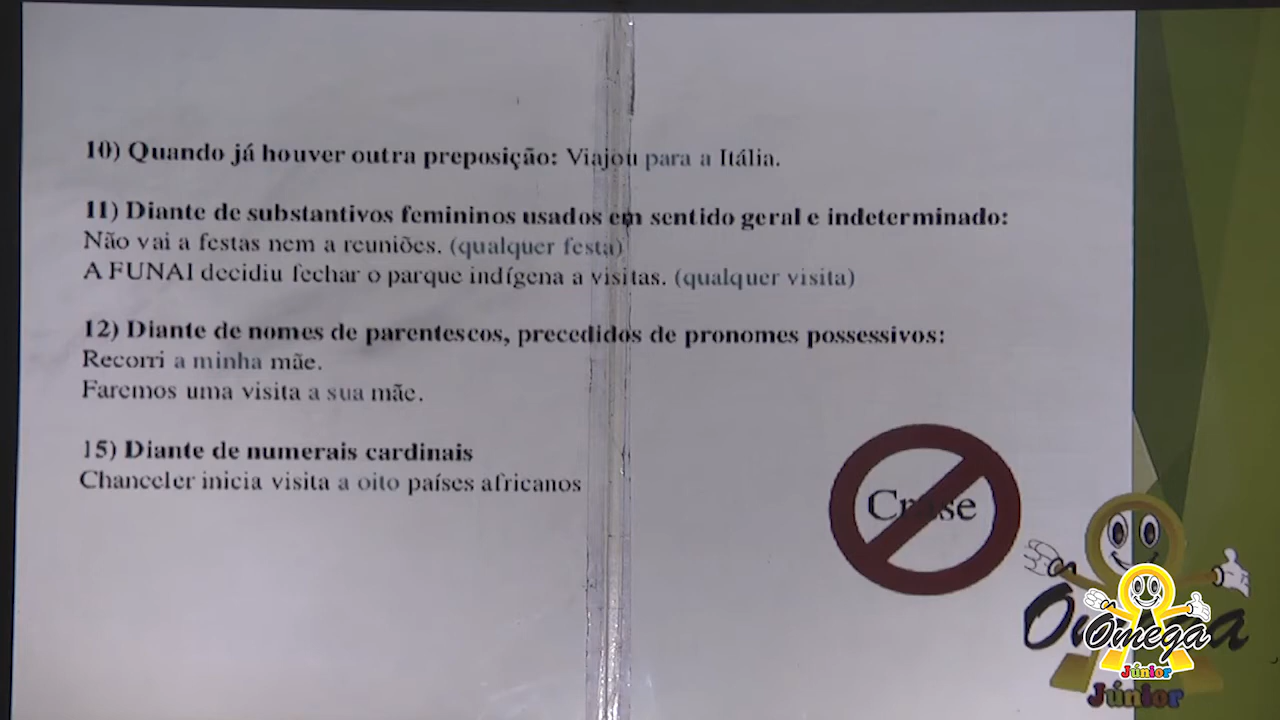 10) Quando já houver outra preposição: Viajou para a Itália.
11) Diante de substantivos femininos usados em sentido geral e indeterminado:
Não vai a festas nem a reuniões. (qualquer festa)
A FUNAI decidiu fechar o parque indígena a visitas. (qualquer visita)
12) Diante de nomes de parentescos, precedidos de pronomes possessivos:
Recorri a minha mãe.
Faremos uma visita a sua mãe.
15) Diante de numerais cardinais
Chanceler inicia visita a oito países africanos
Crase
Omega
Júnior
Omega
Júnior